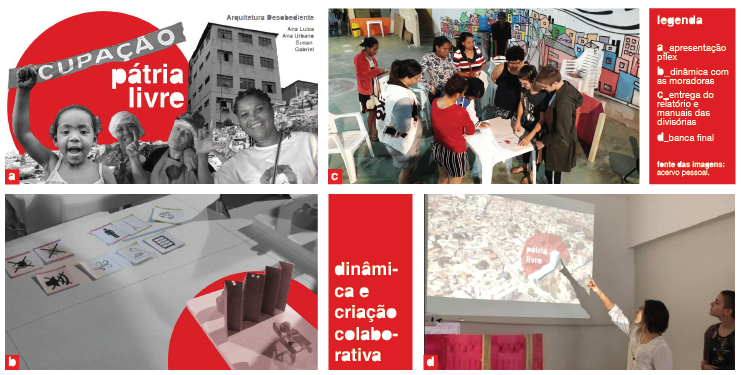 Arquitetura Desobediente
Ana Luisa
Ana Urbano
Susan
Gabriel
OCUPAÇÃO
pátria
livre
a
c
legenda
a_apresentação
pflex
b_dinâmica com
as moradoras
c_entrega do
relatório e
manuais das
divisórias
d_banca final
fonte das imagens:
acervo pessoal.
b
dinâmi-
ca e
criação
colabo-
rativa
pátria
livre
d